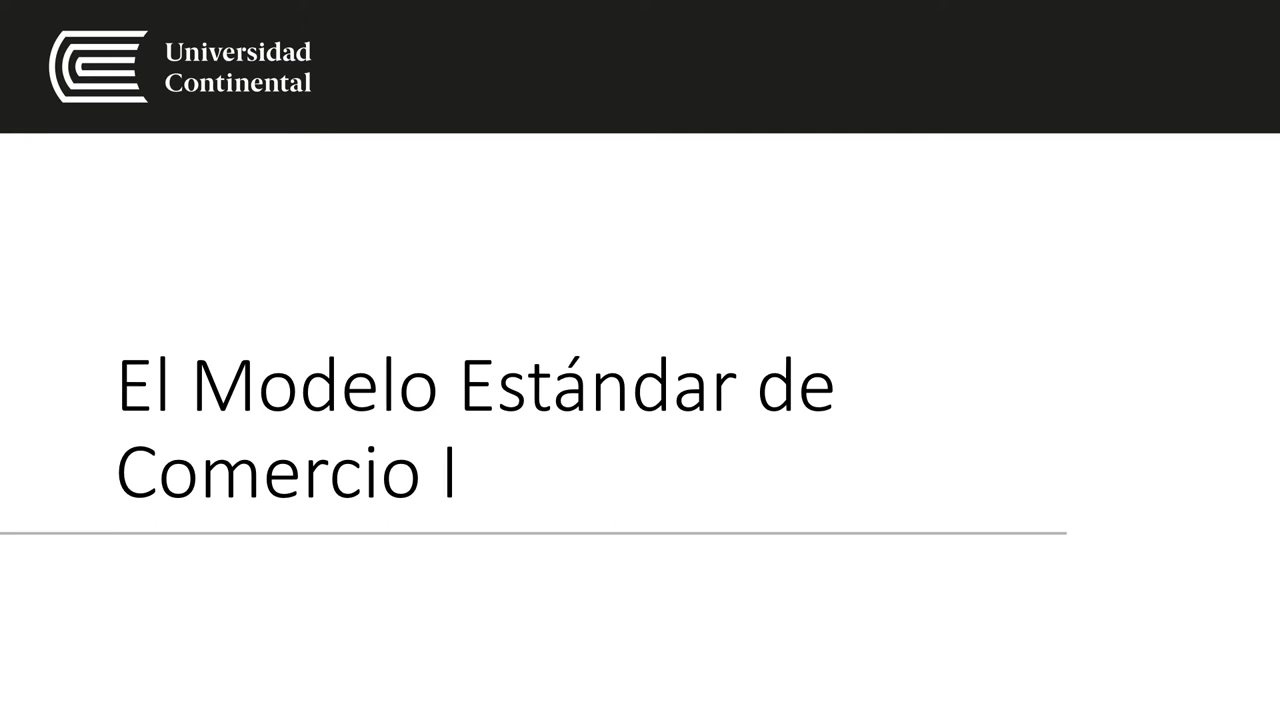 Universidad
Continental
El Modelo Estándar de
Comercio I